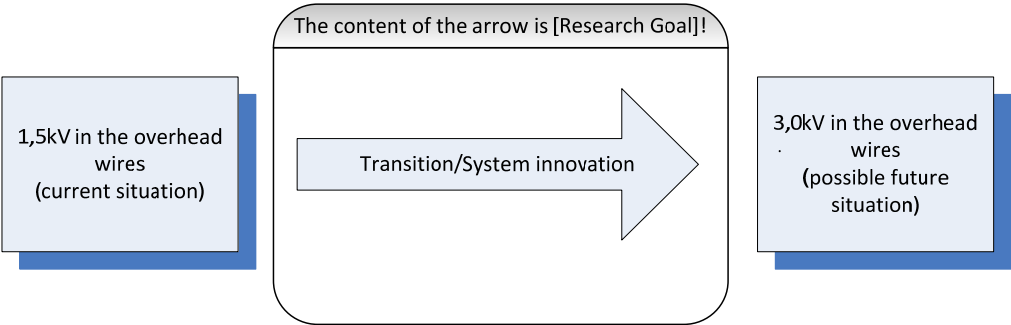 The content of the arrow is [Research Goal]!
1,5kV in the overhead
wires
(current situation)
Transition/System innovation
3,0kV in the overhead
wires
(possible future
situation)